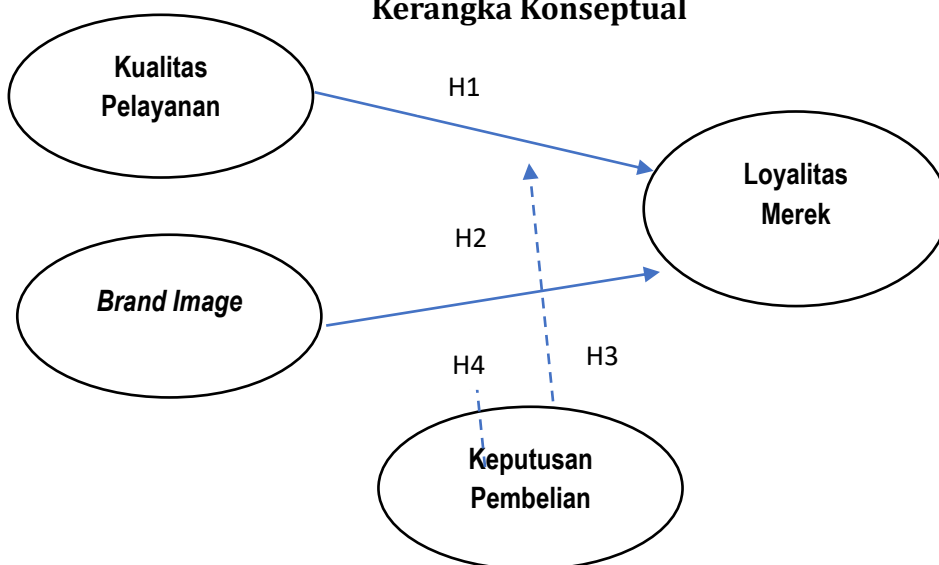 Kerangka Konseptual
Kualitas
Pelayanan
H1
Loyalitas
Merek
H2
Brand Image
H3
H4
Keputusan
Pembelian